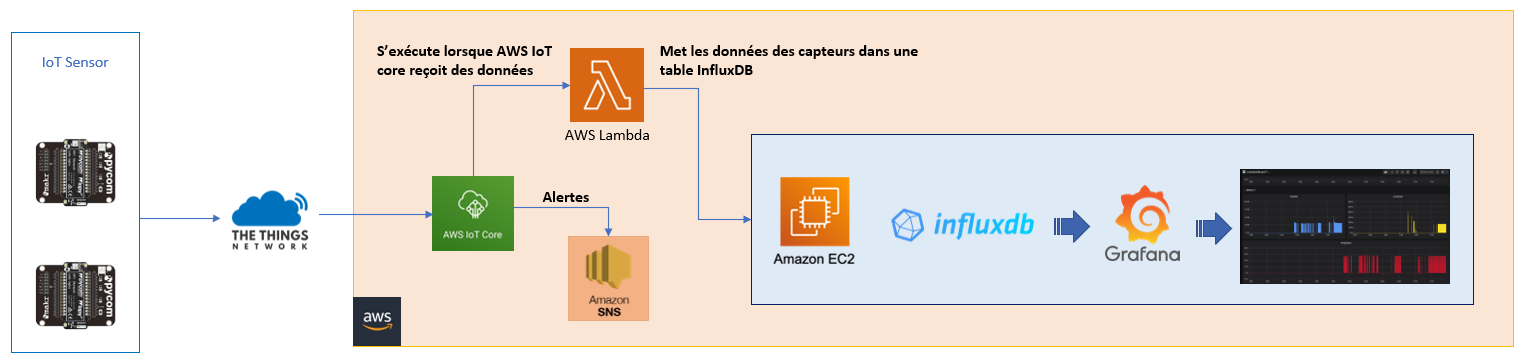 IoT Sensor
pycom
pycom
THE THINGS
NETWORK
S’exécute lorsque AWS IoT
core reçoit des données
AWS Lambda
Met les données des capteurs dans une
table InfluxDB
AWS IoT Core
Alertes
Amazon
SNS
aws
Amazon EC2
influxdb
Grafana